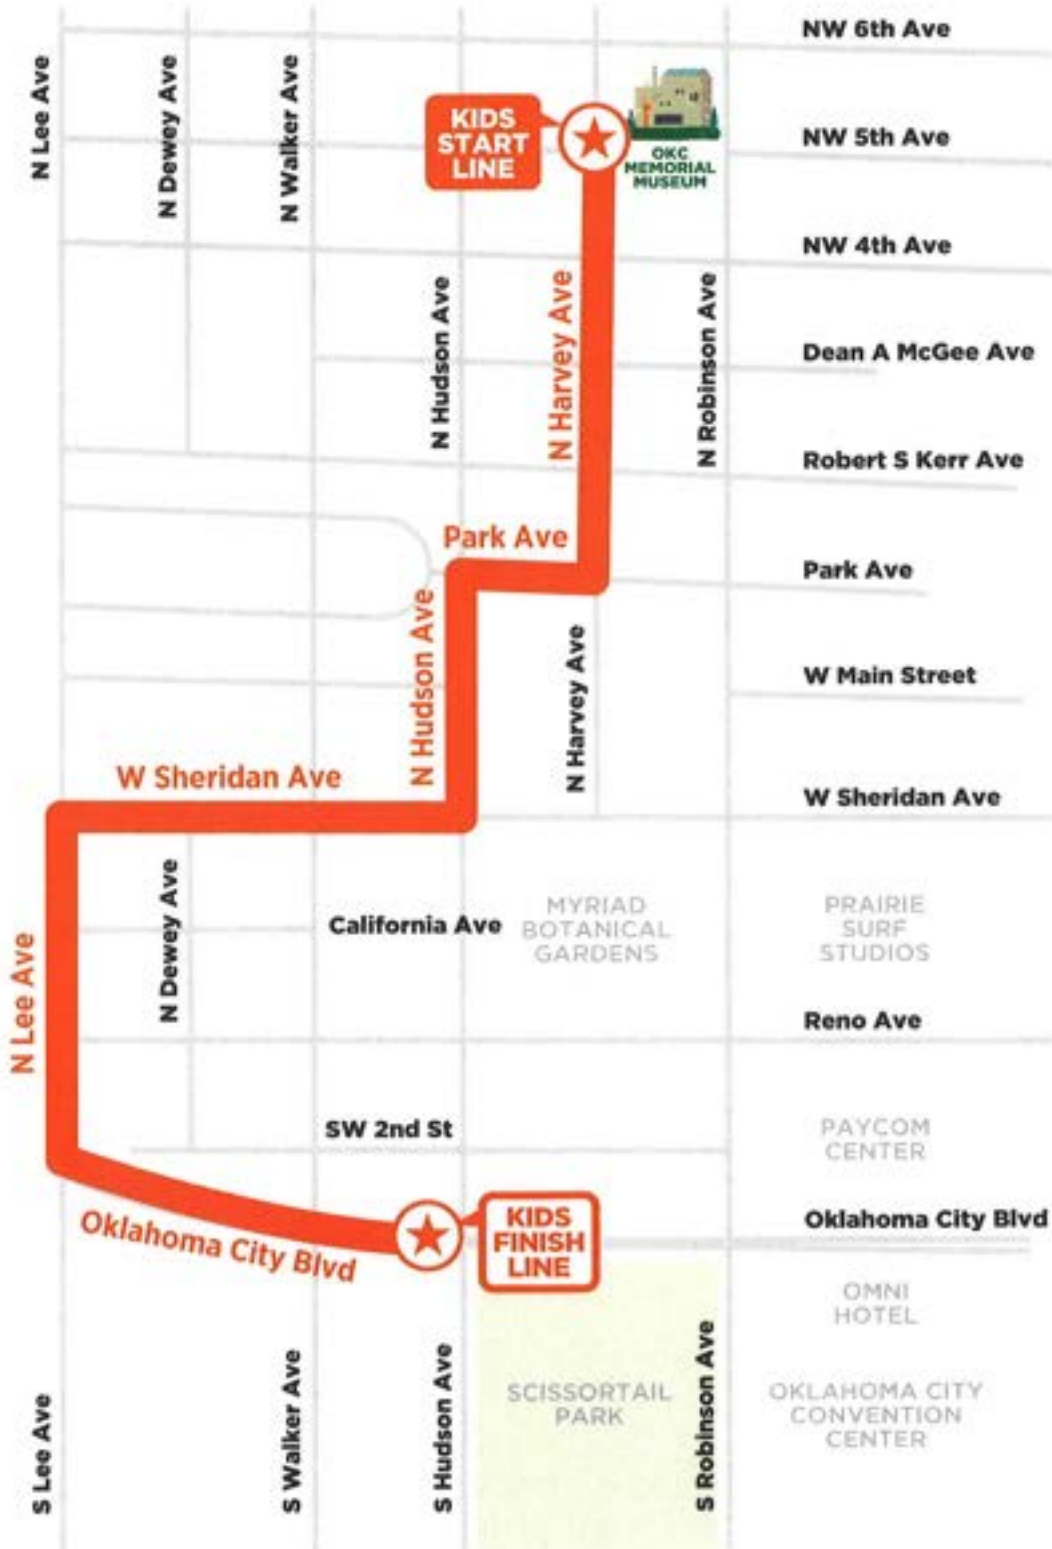 NW 6th Ave
N Lee Ave
N Dewey Ave
N Walker Ave
KIDS
START
LINE
OKC
MEMORIAL
MUSEUM
NW 5th Ave
NW 4th Ave
N Hudson Ave
N Harvey Ave
N Robinson Ave
Dean A McGee Ave
Robert S Kerr Ave
Park Ave
Park Ave
N Hudson Ave
N Harvey Ave
W Main Street
W Sheridan Ave
W Sheridan Ave
N Lee Ave
N Dewey Ave
California Ave
MYRIAD
BOTANICAL
GARDENS
PRAIRIE
SURF
STUDIOS
Reno Ave
SW 2nd St
PAYCOM
CENTER
Oklahoma City Blvd
KIDS
FINISH
LINE
Oklahoma City Blvd
OMNI
HOTEL
S Lee Ave
S Walker Ave
S Hudson Ave
SCISSORTAIL
PARK
S Robinson Ave
OKLAHOMA CITY
CONVENTION
CENTER